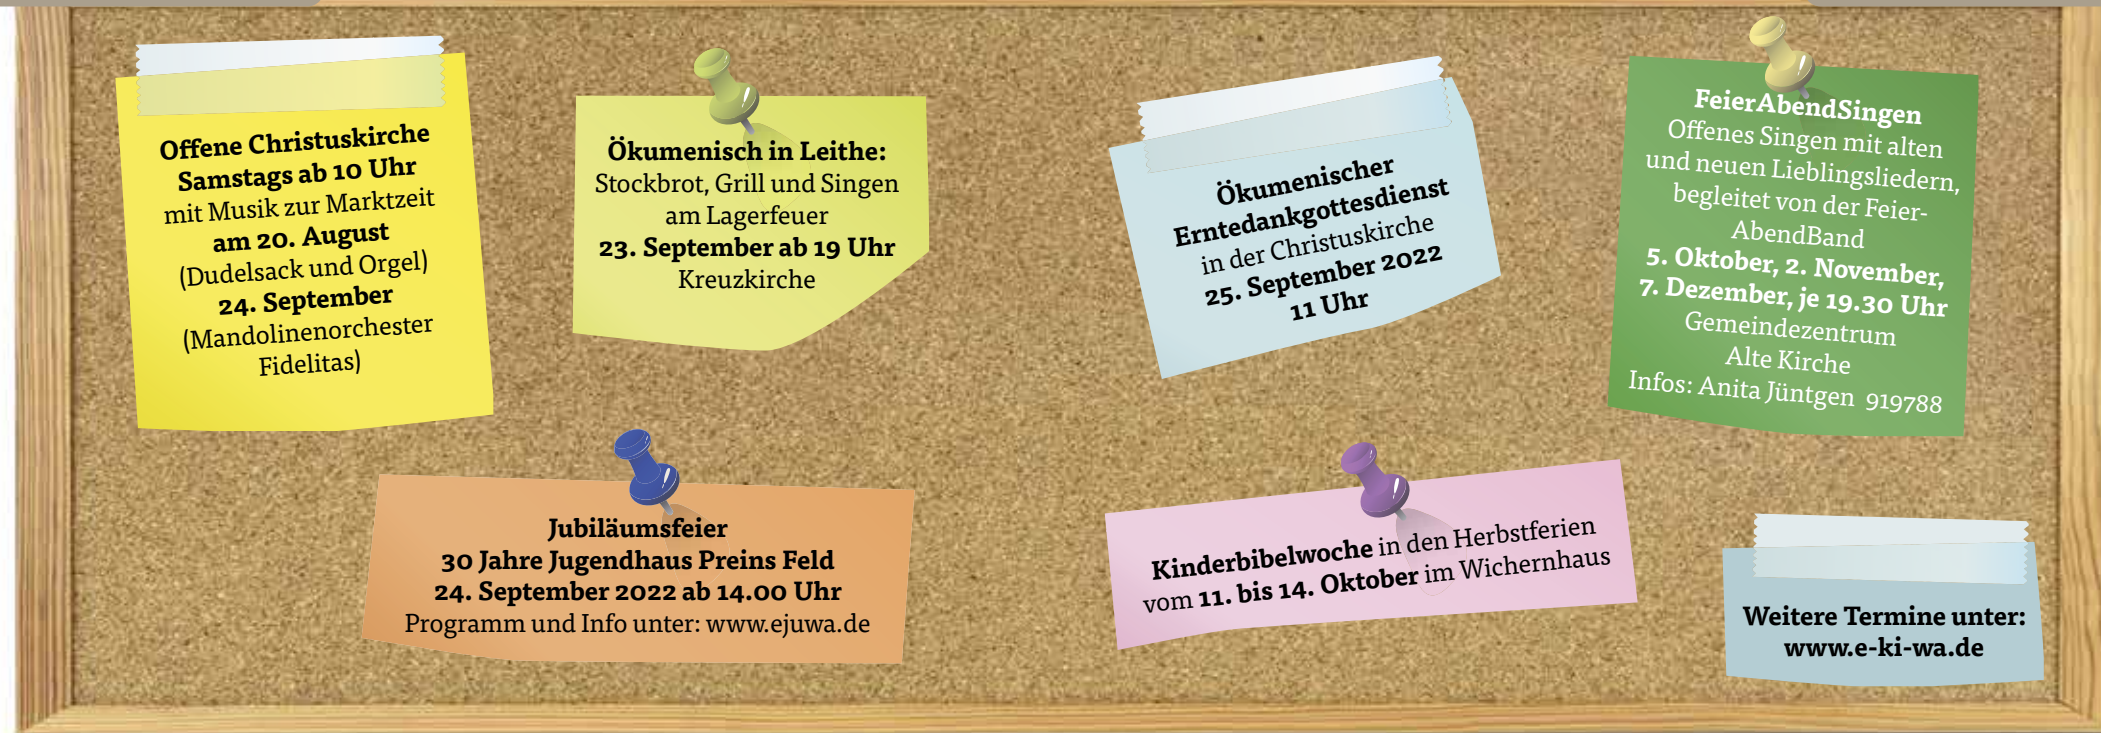 Offene Christuskirche
Samstags ab 10 Uhr
mit Musik zur Marktzeit
am 20. August
(Dudelsack und Orgel)
24. September
(Mandolinenorchester
Fidelitas)
Ökumenisch in Leithe:
Stockbrot, Grill und Singen
am Lagerfeuer
23. September ab 19 Uhr
Kreuzkirche
Ökumenischer
Erntedankgottesdienst
in der Christuskirche
25. September 2022
11 Uhr
FeierAbendSingen
Offenes Singen mit alten
und neuen Lieblingsliedern,
begleitet von der Feier-
AbendBand
5. Oktober, 2. November,
7. Dezember, je 19.30 Uhr
Gemeindezentrum
Alte Kirche
Infos: Anita Jüntgen 919788
Jubiläumsfeier
30 Jahre Jugendhaus Preins Feld
24. September 2022 ab 14.00 Uhr
Programm und Info unter: www.ejuwa.de
Kinderbibelwoche in den Herbstferien
vom 11. bis 14. Oktober im Wichernhaus
Weitere Termine unter:
www.e-ki-wa.de